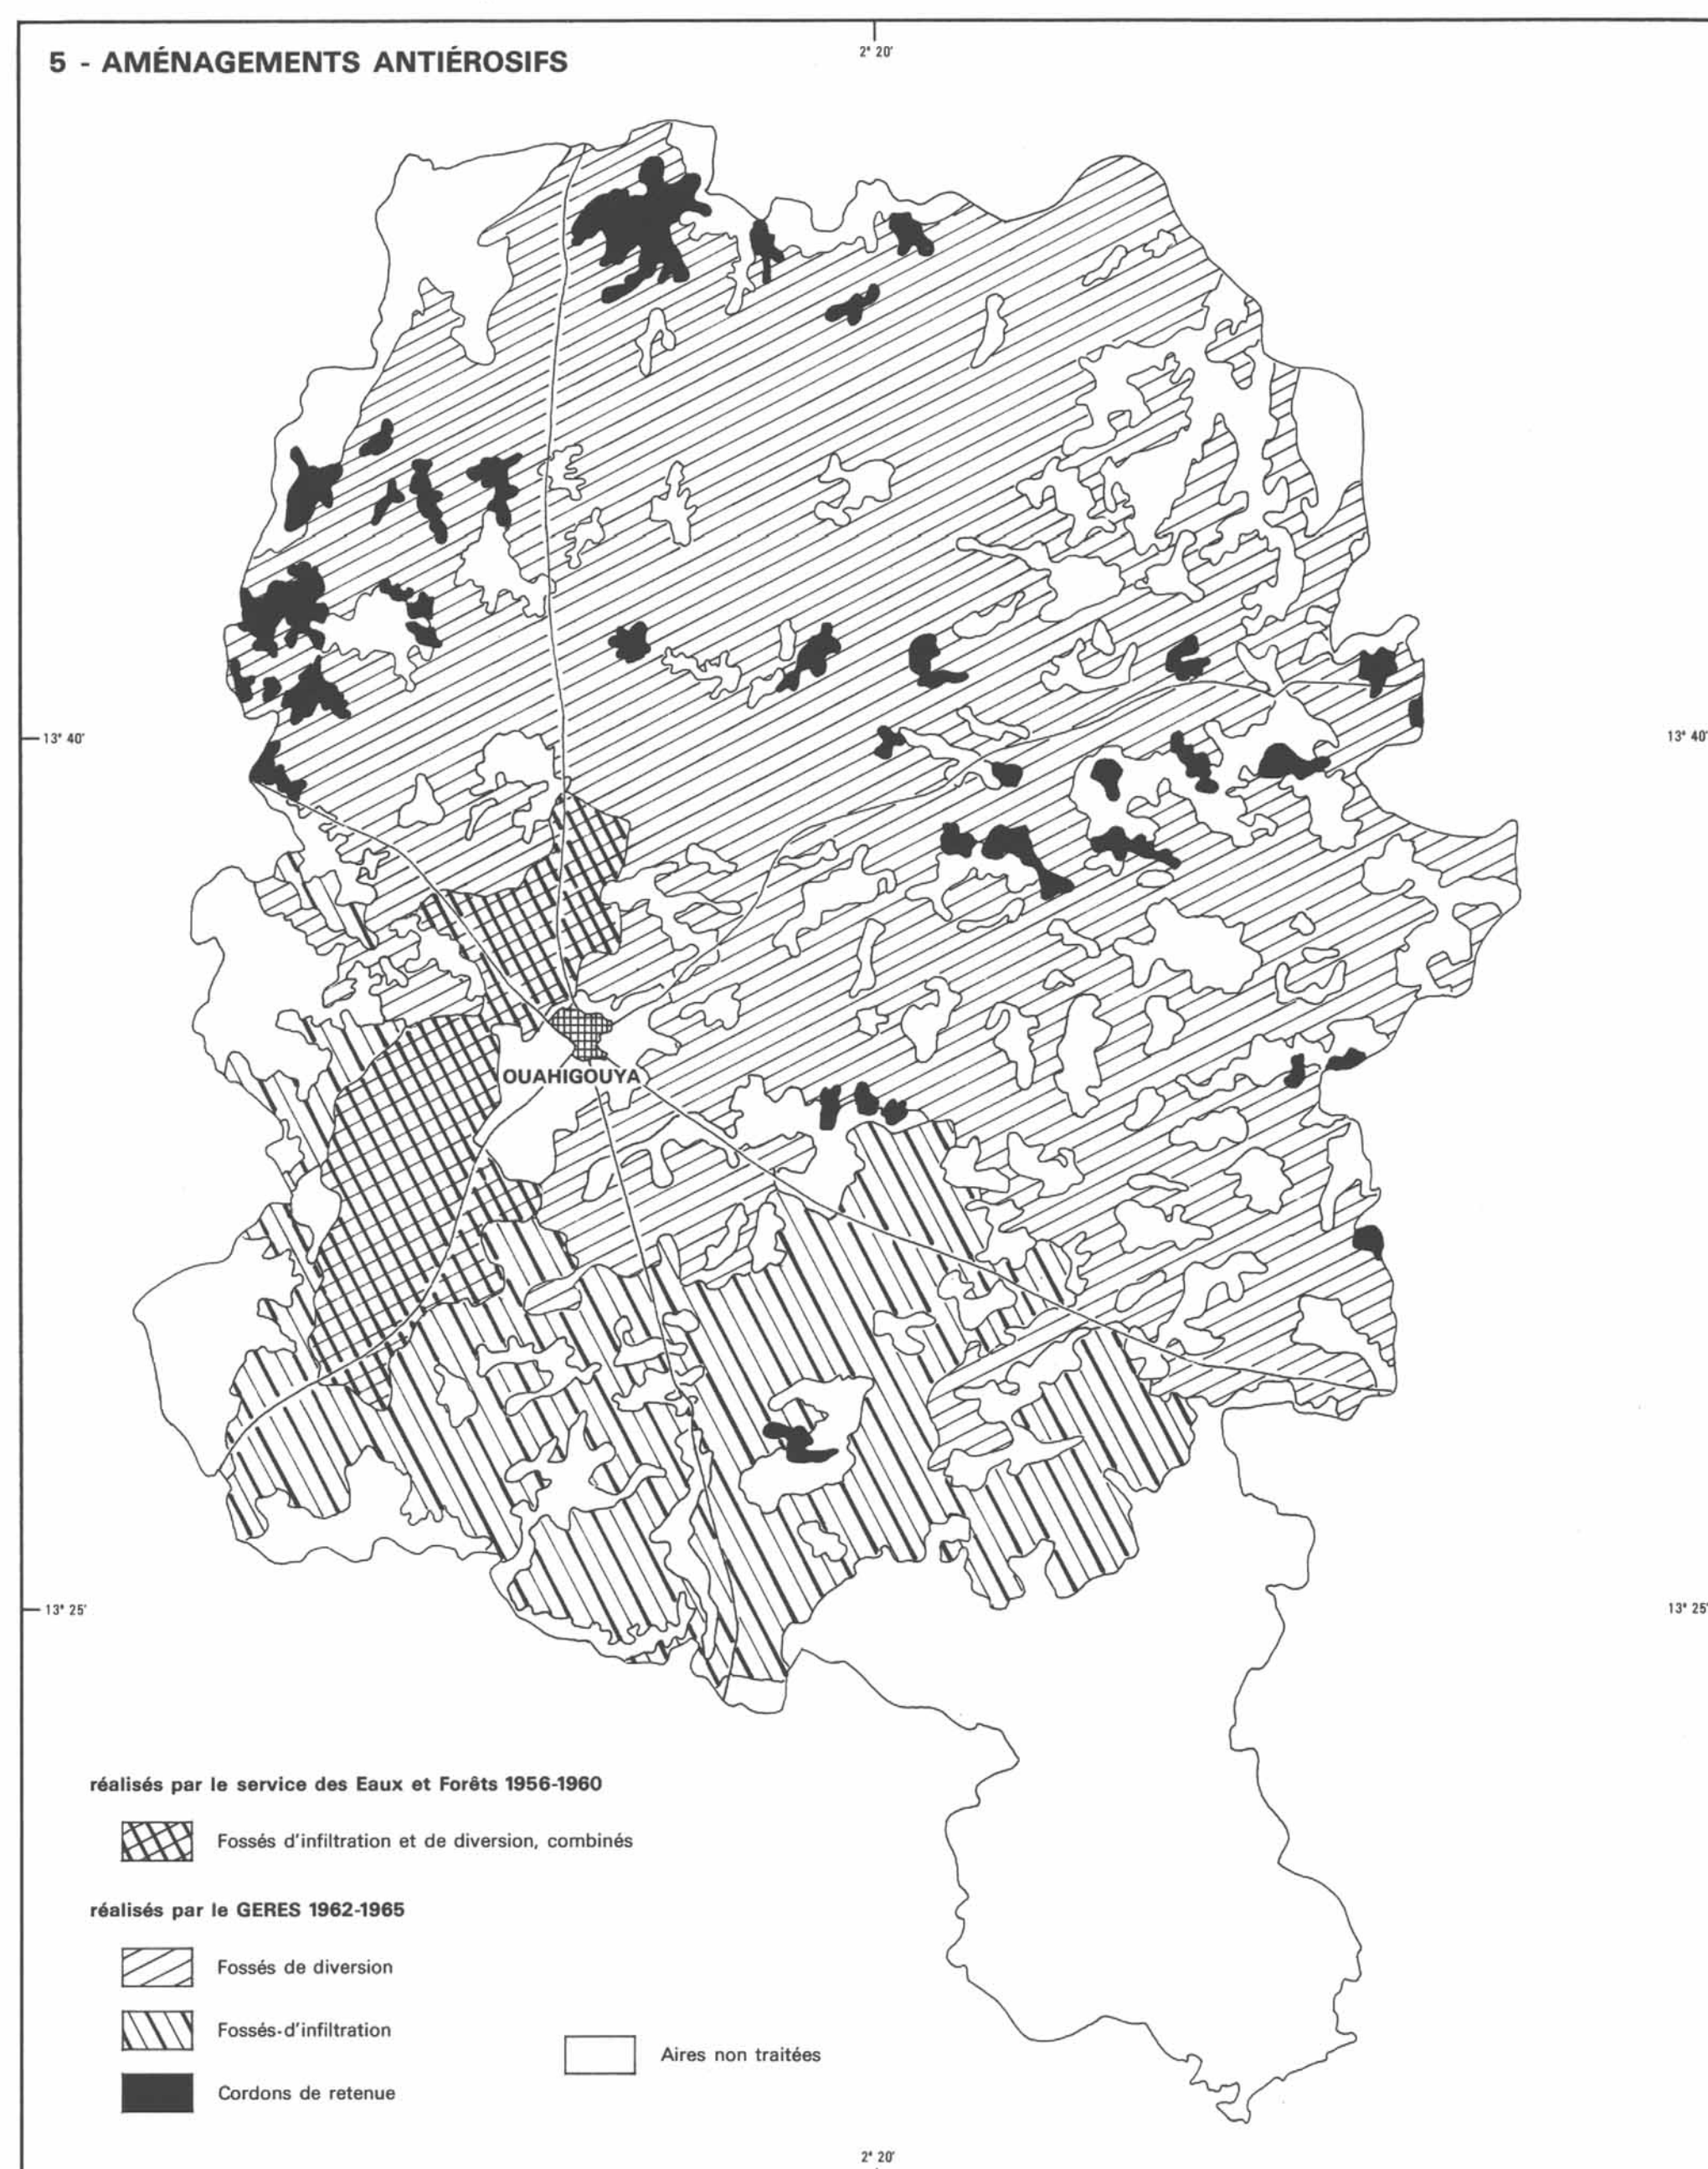 2° 20'
5 - AMÉNAGEMENTS ANTIÉROSIFS
13° 40'
13° 40'
OUAHIGOUYA
13° 25'
13° 25'
réalisés par le service des Eaux et Forêts 1956-1960
Fossés d'infiltration et de diversion, combinés
réalisés par le GERES 1962-1965
Fossés de diversion
Fossés-d'infiltration
Aires non traitées
Cordons de retenue
2° 20'